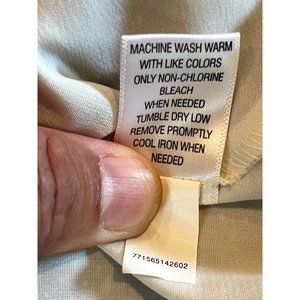 MACHINE WASH WARM
WITH LIKE COLORS
ONLY NON-CHLORINE
BLEACH
WHEN NEEDED
TUMBLE DRY LOW
REMOVE PROMPTLY
COOL IRON WHEN
NEEDED
771565142602